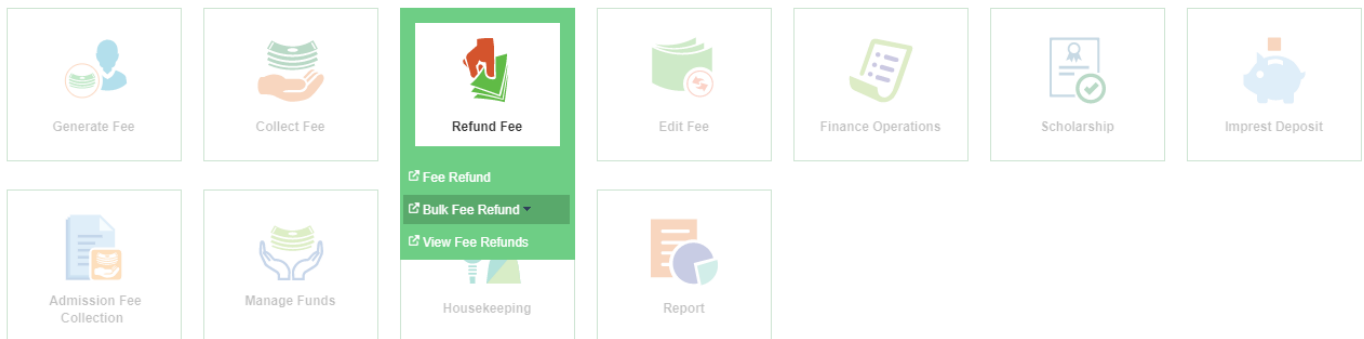 Generate Fee
Collect Fee
Refund Fee
Edit Fee
Finance Operations
Scholarship
Imprest Deposit
Fee Refund
Bulk Fee Refund
View Fee Refunds
Admission Fee
Collection
Manage Funds
Housekeeping
Report